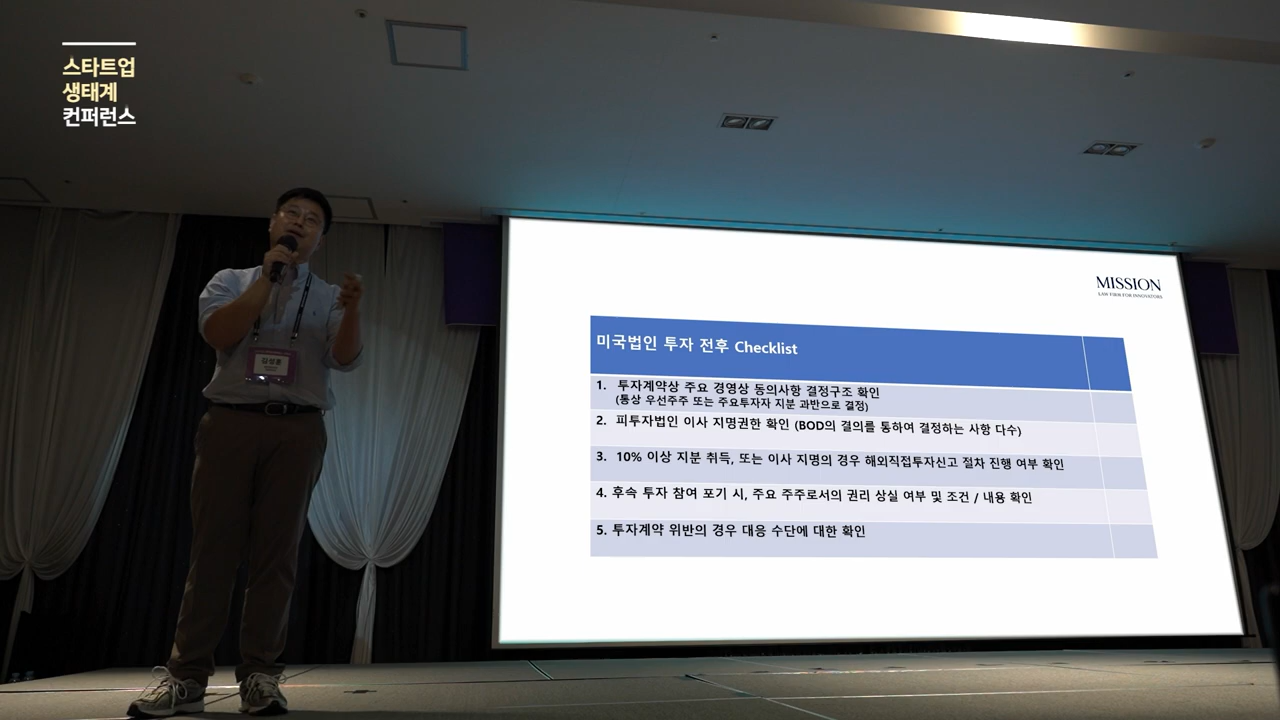 스타트업
생태계
컨퍼런스
MISSION
LAW FIRM FOR INNOVATORS
미국법인 투자 전후 Checklist
1. 투자계약상 주요 경영상 동의사항 결정구조 확인
(통상 우선주주 또는 주요투자자 지분 과반으로 결정)
2. 피투자법인 이사 지명권한 확인 (BOD의 결의를 통하여 결정하는 사항 다수)
3. 10% 이상 지분 취득, 또는 이사 지명의 경우 해외직접투자신고 절차 진행 여부 확인
4. 후속 투자 참여 포기 시, 주요 주주로서의 권리 상실 여부 및 조건 / 내용 확인
5. 투자계약 위반의 경우 대응 수단에 대한 확인
김성훈